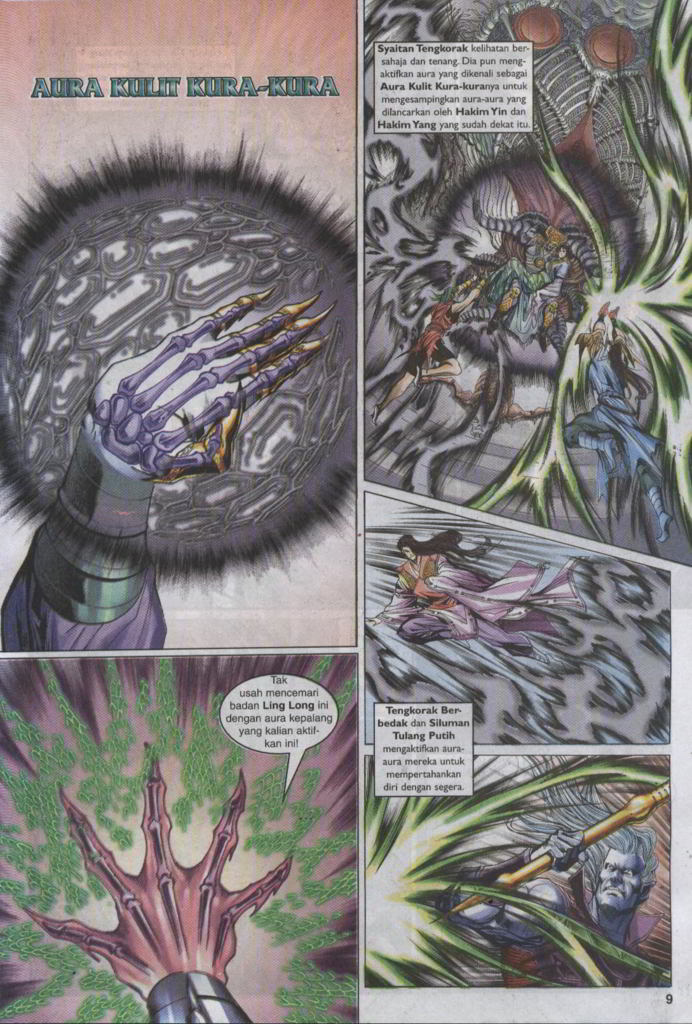 AURA KULIT KURA-KURA
Syaitan Tengkorak kelihatan ber-
sahaja dan tenang. Dia pun meng-
aktifkan aura yang dikenali sebagai
Aura Kulit Kura-kuranya untuk
mengesampingkan aura-aura yang
dilancarkan oleh Hakim Yin dan
Hakim Yang yang sudah dekat itu.
Tengkorak Ber-
bedak dan Siluman
Tulang Putih
mengaktifkan aura-
aura mereka untuk
mempertahankan
diri dengan segera.
Tak
usah mencemari
badan Ling Long ini
dengan aura kepalang
yang kalian aktif-
kan ini!
9